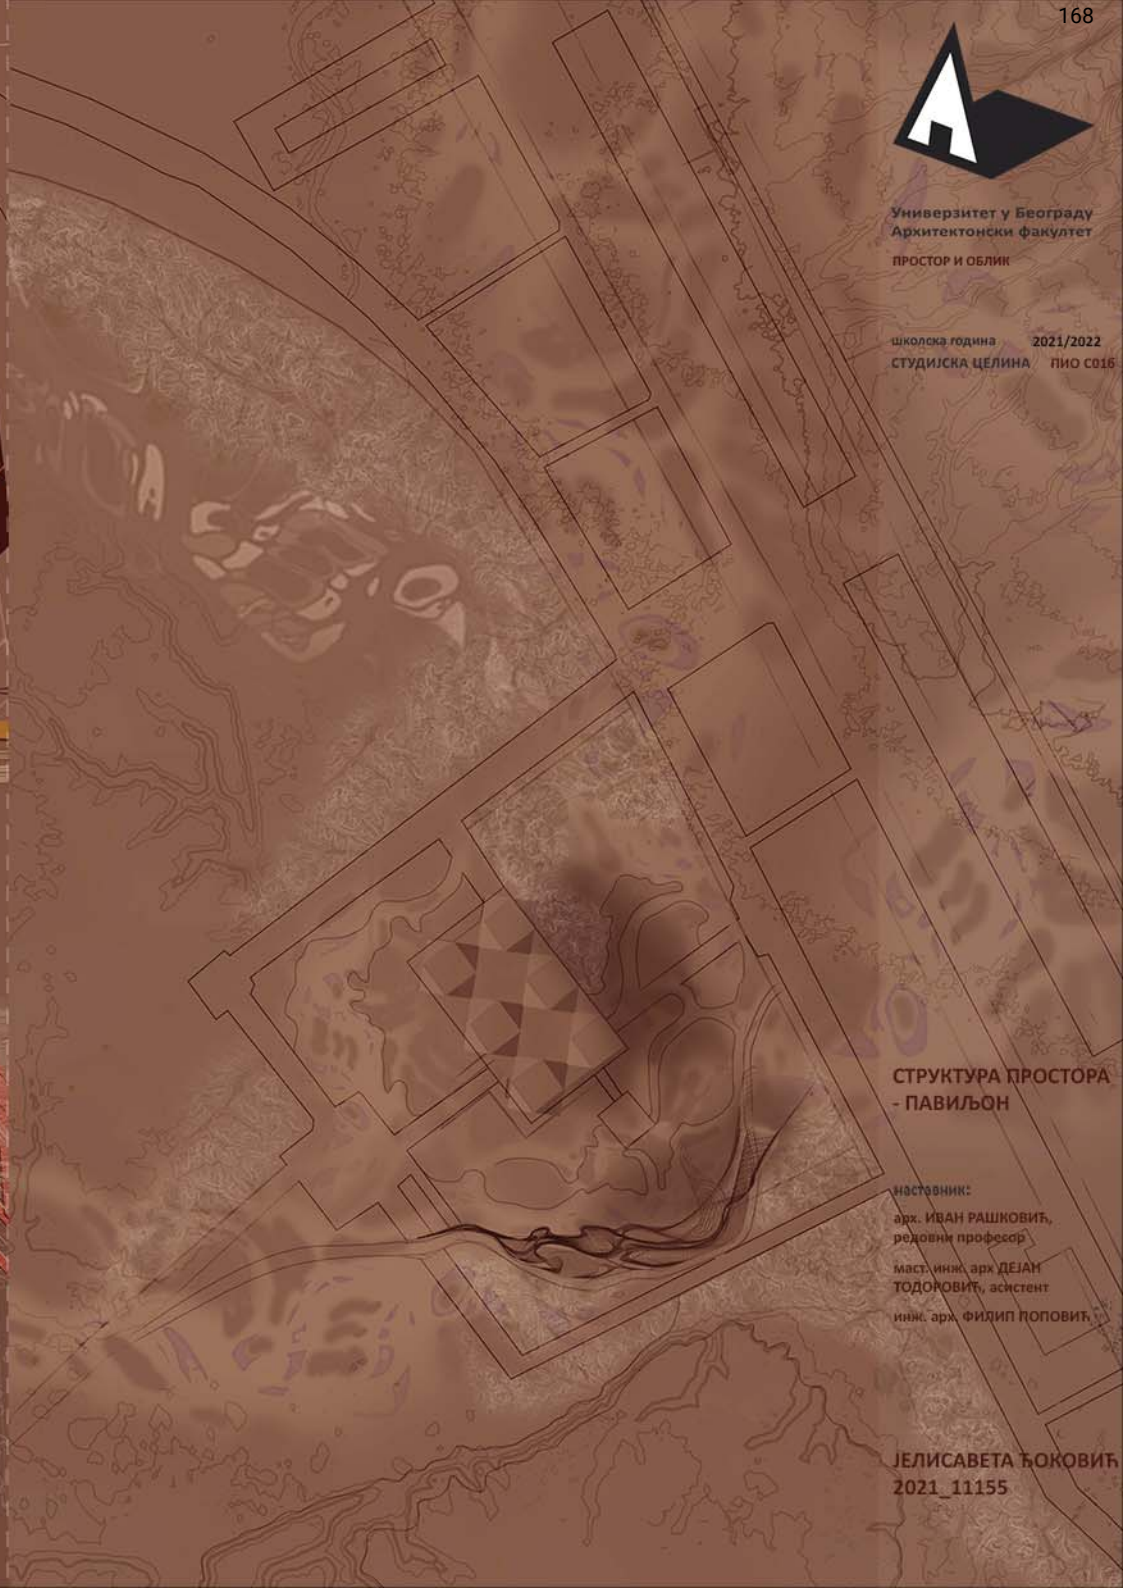 168
Универзитет у Београду
Архитектонски факултет
ПРОСТОР И ОБЛИК
школска година 2021/2022
СТУДИЈСКА ЦЕЛИНА ПИО С016
СТРУКТУРА ПРОСТОРА
- ПАВИЉОН
наставник:
арх. ИВАН РАШКОВИЋ,
редовни професор
маст. инж. арх ДЕЈАН
ТОДОРОВИЋ, асистент
инж. арх. ФИЛИП ПОПОВИЋ
ЈЕЛИСАВЕТА ЂОКОВИЋ
2021_11155